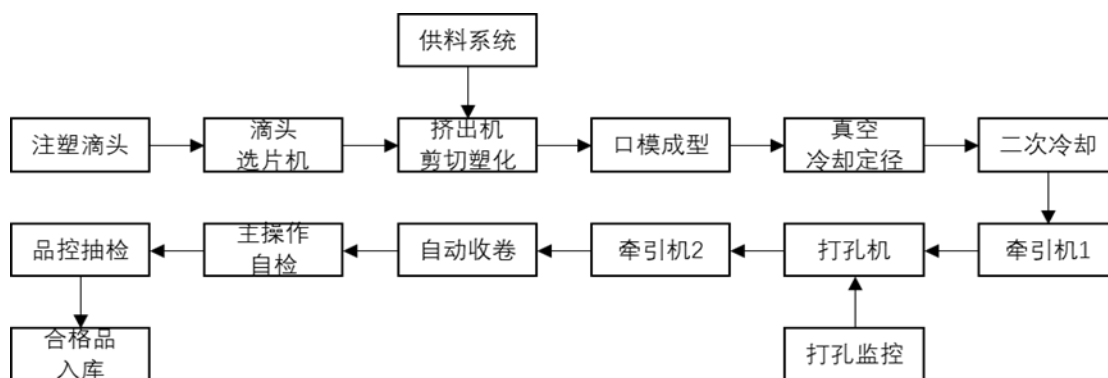 供料系统
注塑滴头
滴头
选片机
挤出机
剪切塑化
口模成型
真空
冷却定径
二次冷却
品控抽检
主操作
自检
自动收卷
牵引机2
打孔机
牵引机1
合格品
入库
打孔监控